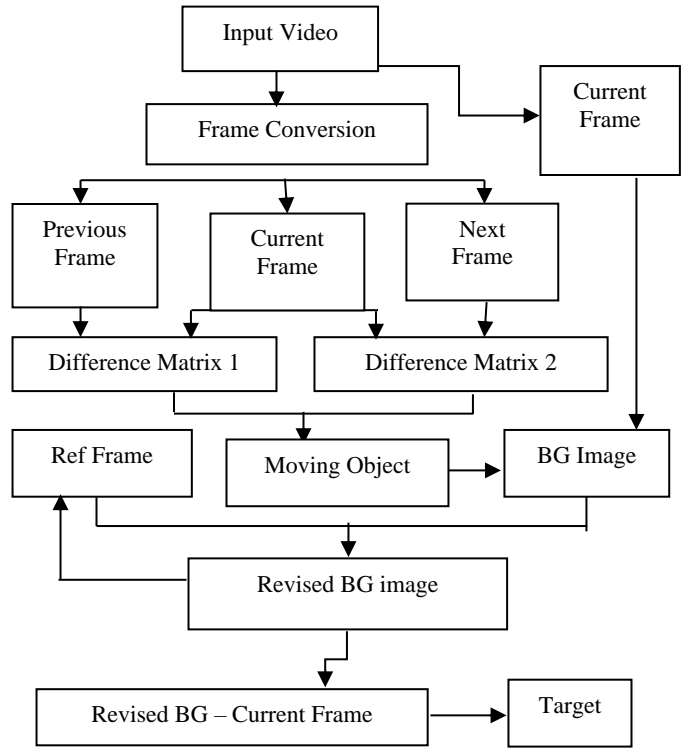 Input Video
Current
Frame
Frame Conversion
Previous
Frame
Current
Frame
Next
Frame
Difference Matrix 1
Difference Matrix 2
Ref Frame
Moving Object
BG Image
Revised BG image
Revised BG – Current Frame
Target